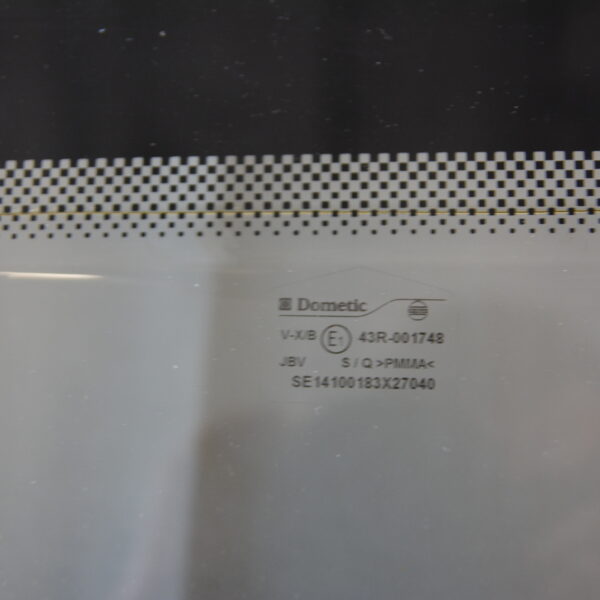 Dometic
V-X/B E1 43R-001748
JBV S / Q >PMMA<
SE14100183X27040